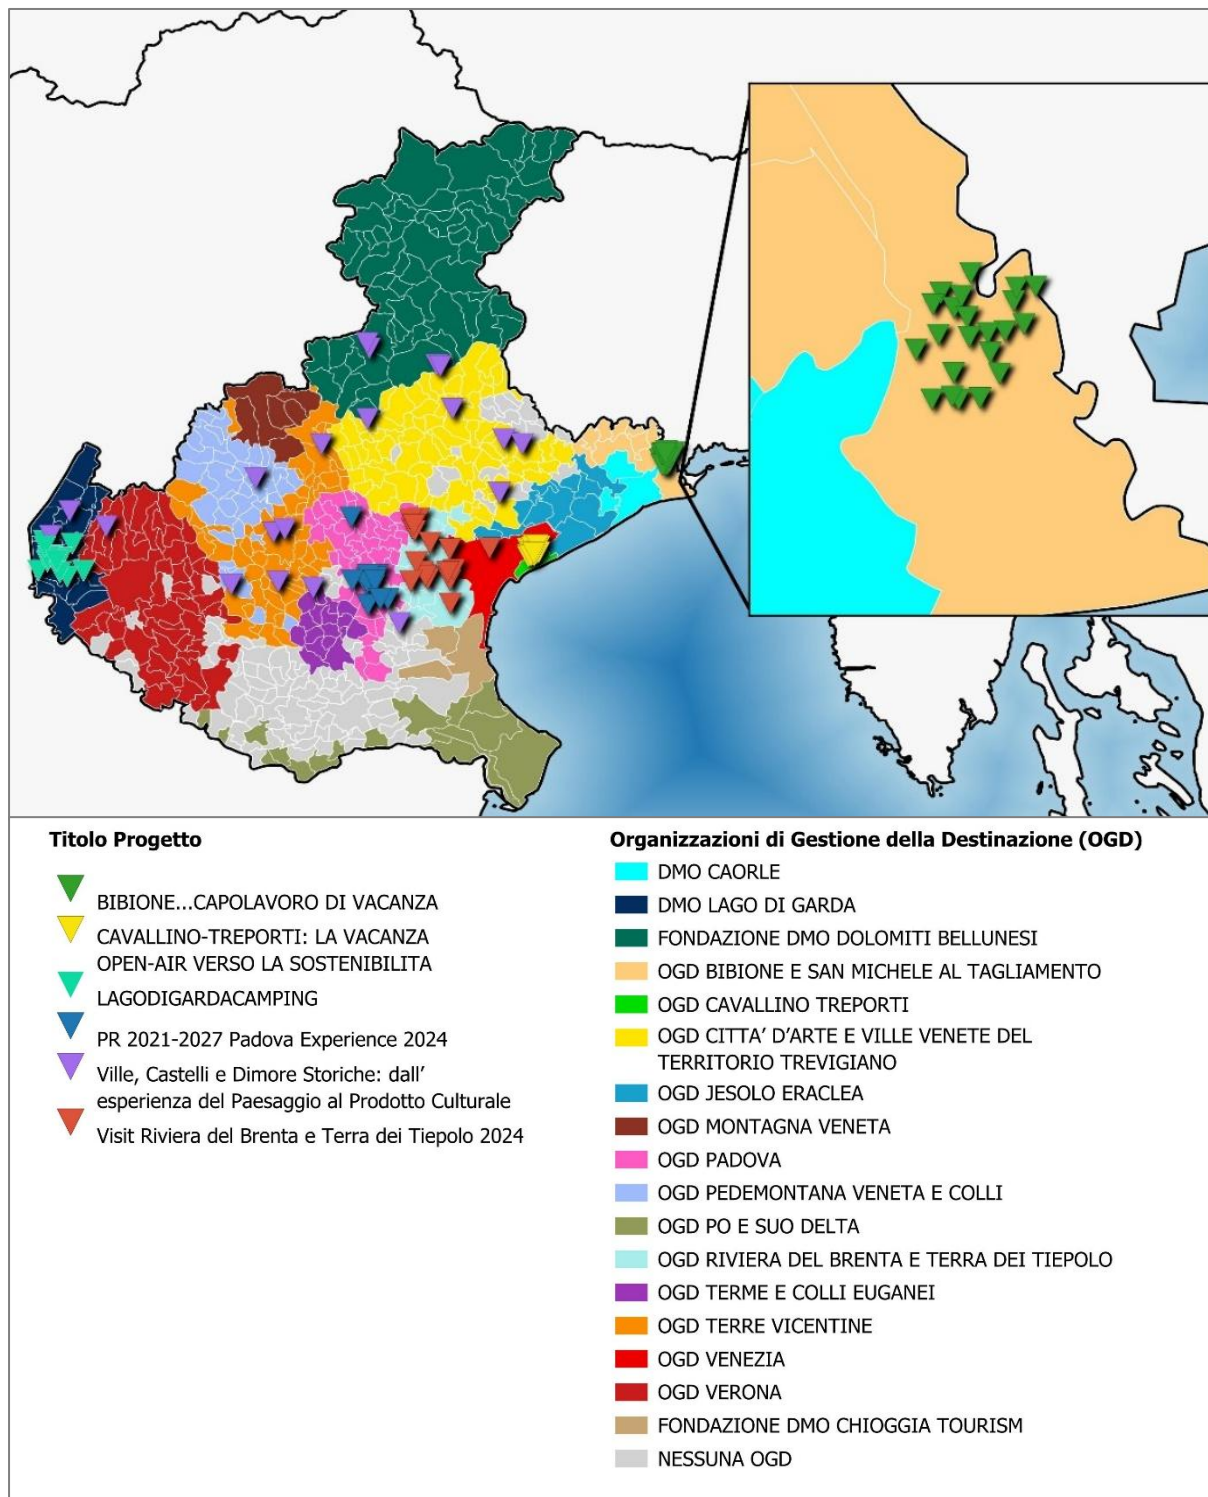 Titolo Progetto
BIBIONE...CAPOLAVORO DI VACANZA
CAVALLINO-TREPORTI: LA VACANZA
OPEN-AIR VERSO LA SOSTENIBILITA
LAGODIGARDACAMPING
PR 2021-2027 Padova Experience 2024
Ville, Castelli e Dimore Storiche: dall’
esperienza del Paesaggio al Prodotto Culturale
Visit Riviera del Brenta e Terra dei Tiepolo 2024
Organizzazioni di Gestione della Destinazione (OGD)
DMO CAORLE
DMO LAGO DI GARDA
FONDAZIONE DMO DOLOMITI BELLUNESI
OGD BIBIONE E SAN MICHELE AL TAGLIAMENTO
OGD CAVALLINO TREPORTI
OGD CITTA’ D’ARTE E VILLE VENETE DEL
TERRITORIO TREVIGIANO
OGD JESOLO ERACLEA
OGD MONTAGNA VENETA
OGD PADOVA
OGD PEDEMONTANA VENETA E COLLI
OGD PO E SUO DELTA
OGD RIVIERA DEL BRENTA E TERRA DEI TIEPOLO
OGD TERME E COLLI EUGANEI
OGD TERRE VICENTINE
OGD VENEZIA
OGD VERONA
FONDAZIONE DMO CHIOGGIA TOURISM
NESSUNA OGD